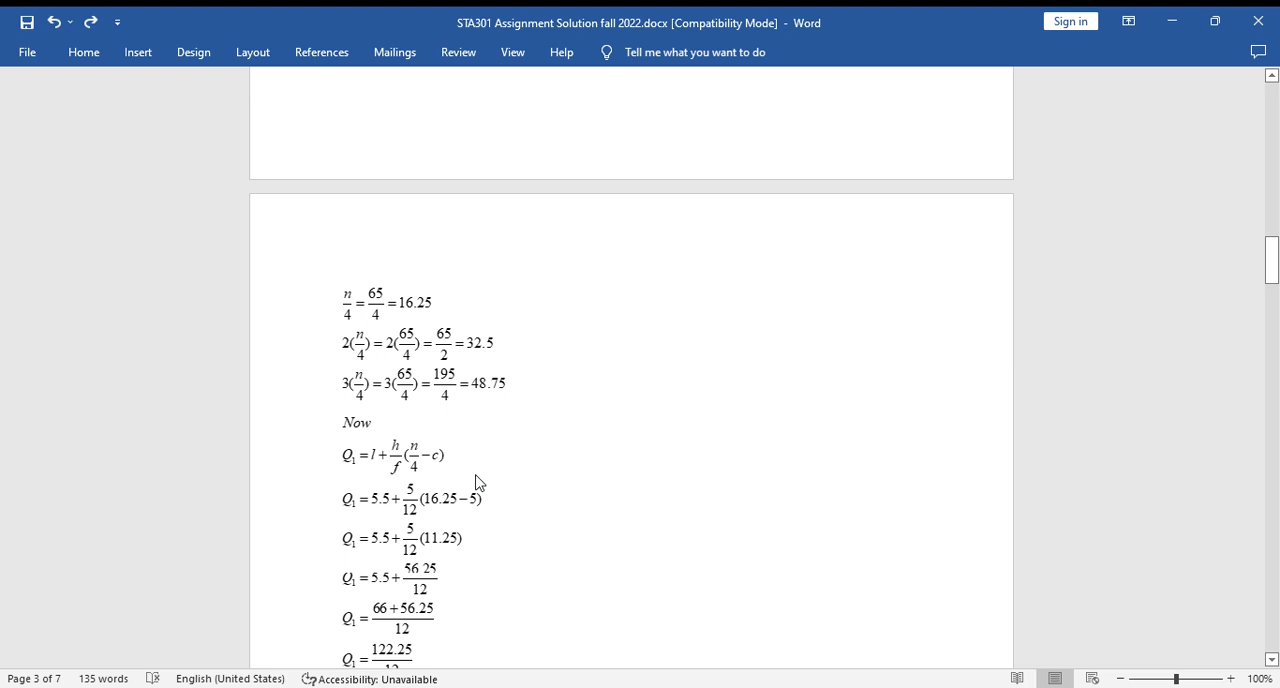 STA301 Assignment Solution fall 2022.docx [Compatibility Mode] - Word
Sign in
File Home Insert Design Layout References Mailings Review View Help Tell me what you want to do
n/4 = 65/4 = 16.25
2(n/4) = 2(65/4) = 65/2 = 32.5
3(n/4) = 3(65/4) = 195/4 = 48.75
Now
Q₁ = l + h/f (n/4 − c)
Q₁ = 5.5 + 5/12 (16.25 − 5)
Q₁ = 5.5 + 5/12 (11.25)
Q₁ = 5.5 + 56.25/12
Q₁ = (66 + 56.25)/12
Q₁ = 122.25/12
Page 3 of 7 135 words English (United States) Accessibility: Unavailable 100%